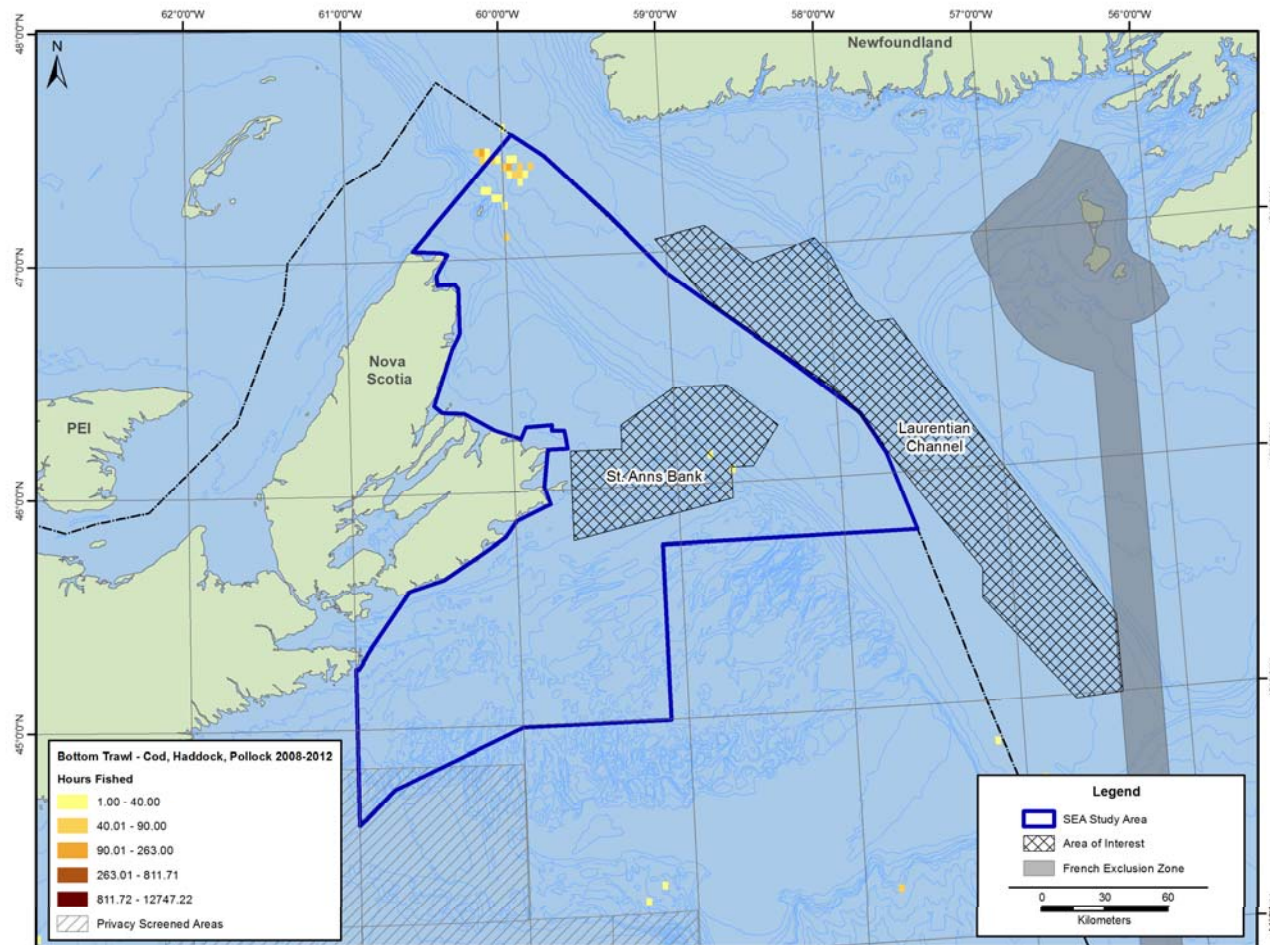 62°0'0"W
61°0'0"W
60°0'0"W
59°0'0"W
58°0'0"W
57°0'0"W
56°0'0"W
48°0'0"N
N
Newfoundland
47°0'0"N
Nova
Scotia
PEI
Laurentian
Channel
St. Anns Bank
46°0'0"N
45°0'0"N
Bottom Trawl - Cod, Haddock, Pollock 2008-2012
Hours Fished
1.00 - 40.00
40.01 - 90.00
90.01 - 263.00
263.01 - 811.71
811.72 - 12747.22
Privacy Screened Areas
Legend
SEA Study Area
Area of Interest
French Exclusion Zone
0 30 60
Kilometers